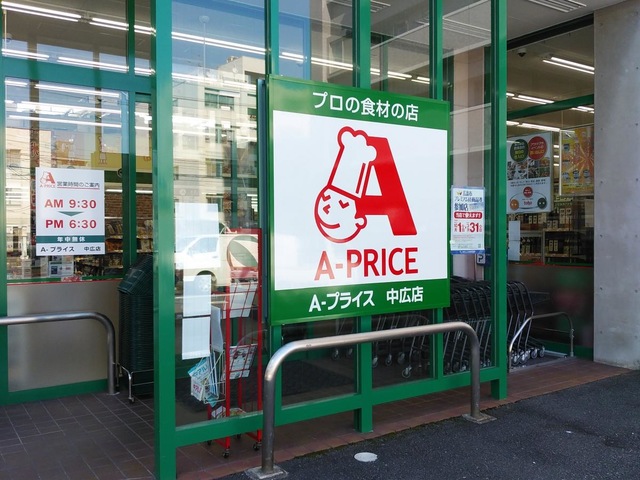 A-PRICE
営業時間のご案内
AM 9:30
PM 6:30
年中無休
A-プライス 中広店
プロの食材の店
A
A-PRICE
A-プライス 中広店